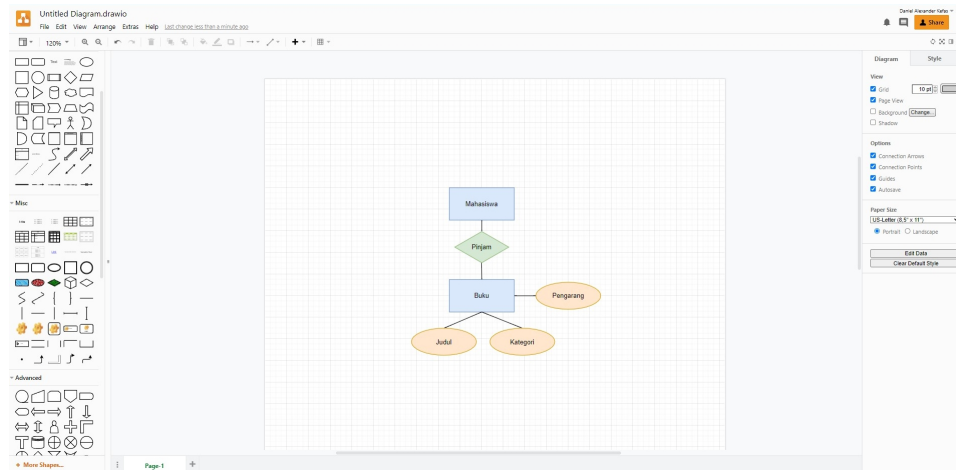 Untitled Diagram.drawio
Daniel Alexander Kafas
File Edit View Arrange Extras Help Last change less than a minute ago
Share
120%
Diagram Style
Text
View
Grid 10 pt
Page View
Background Change...
Shadow
Options
Connection Arrows
Connection Points
Guides
Autosave
Mahasiswa
Misc
Paper Size
US-Letter (8,5" x 11")
Portrait Landscape
Pinjam
Edit Data
Clear Default Style
Buku
Pengarang
Judul
Kategori
Advanced
+ More Shapes...
Page-1